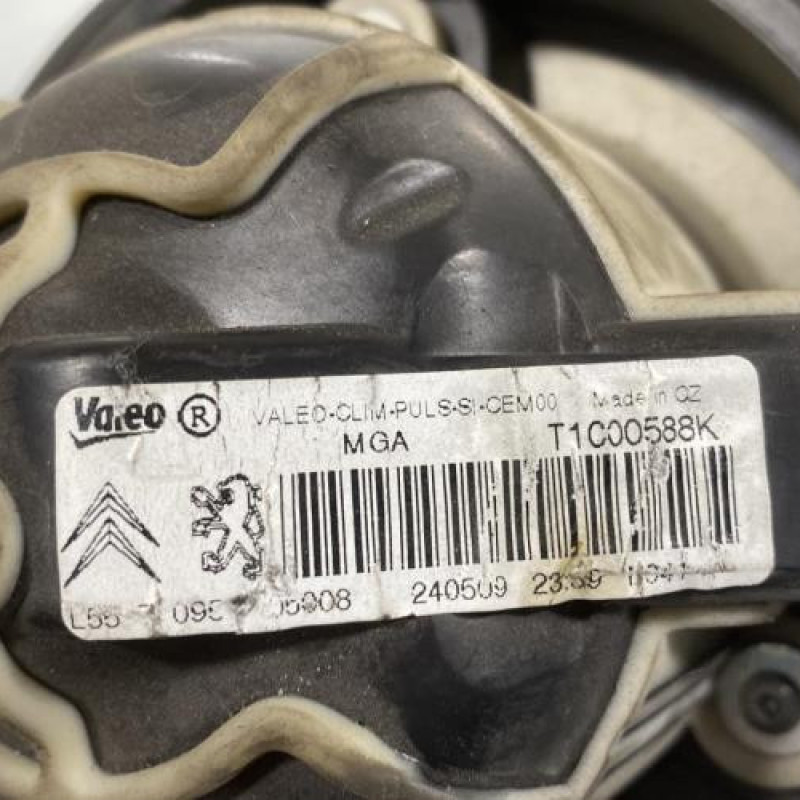 Valeo ® VALEO-CLIM-PULS-SI-CEM00 Made in CZ
MGA T1C00588K
240509